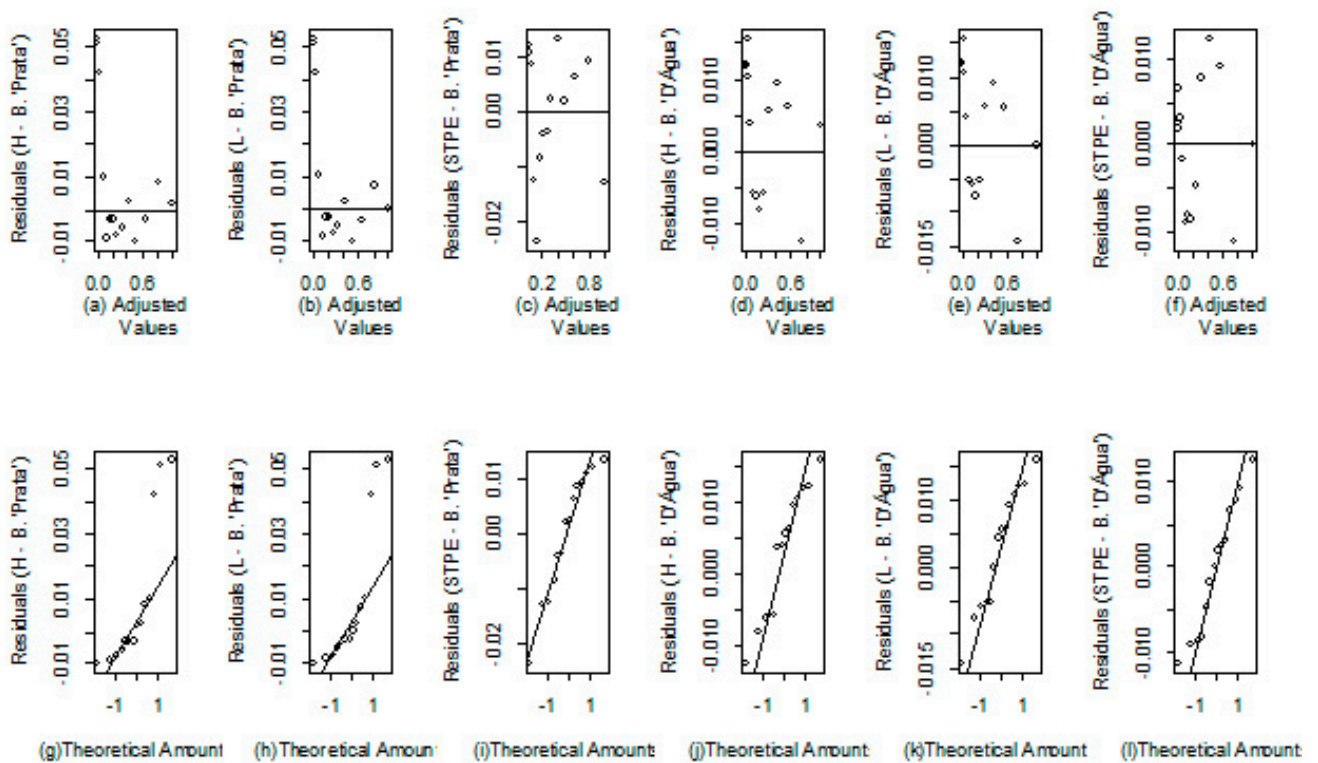 Residuals (H - B. 'Prata')
0.05
0.03
0.01
-0.01
0.0 0.6
(a) Adjusted
Values
Residuals (L - B. 'Prata')
0.05
0.03
0.01
-0.01
0.0 0.6
(b) Adjusted
Values
Residuals (STPE - B. 'Prata')
0.01
0.00
-0.02
0.2 0.8
(c) Adjusted
Values
Residuals (H - B. 'D'Água')
0.010
0.000
-0.010
0.0 0.6
(d) Adjusted
Values
Residuals (L - B. 'D'Água')
0.010
0.000
-0.015
0.0 0.6
(e) Adjusted
Values
Residuals (STPE - B. 'D'Água')
0.010
0.000
-0.010
0.0 0.6
(f) Adjusted
Values
Residuals (H - B. 'Prata')
0.05
0.03
0.01
-0.01
-1 1
(g)Theoretical Amount
Residuals (L - B. 'Prata')
0.05
0.03
0.01
-0.01
-1 1
(h)Theoretical Amoun
Residuals (STPE - B. 'Prata')
0.01
0.00
-0.02
-1 1
(i)Theoretical Amounts
Residuals (H - B. 'D'Água')
0.010
0.000
-0.010
-1 1
(j)Theoretical Amount
Residuals (L - B. 'D'Água')
0.010
0.000
-0.015
-1 1
(k)Theoretical Amount
Residuals (STPE - B. 'D'Água')
0.010
0.000
-0.010
-1 1
(l)Theoretical Amount